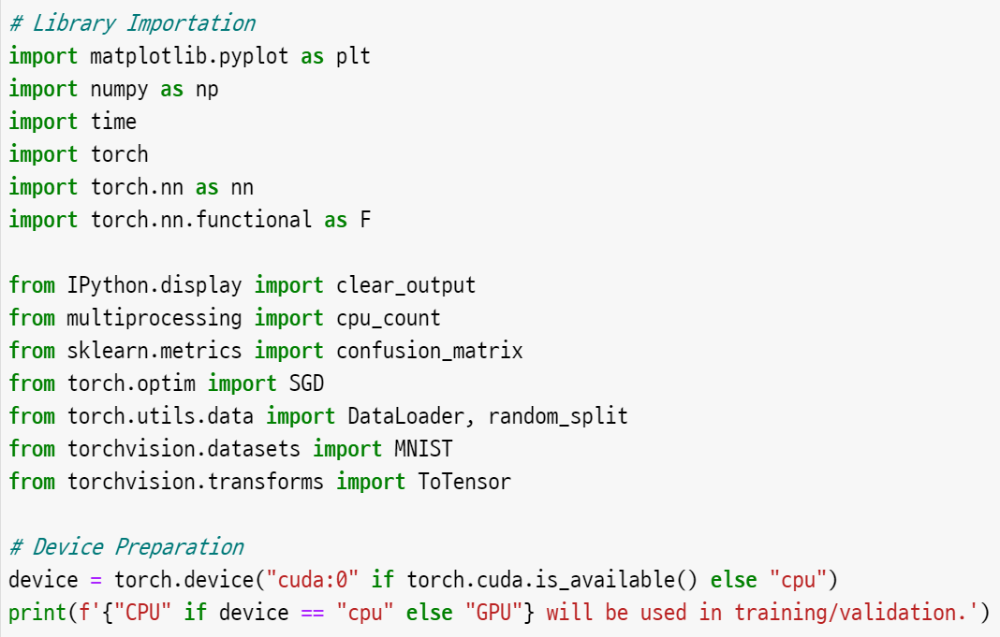 # Library Importation
import matplotlib.pyplot as plt
import numpy as np
import time
import torch
import torch.nn as nn
import torch.nn.functional as F
from IPython.display import clear_output
from multiprocessing import cpu_count
from sklearn.metrics import confusion_matrix
from torch.optim import SGD
from torch.utils.data import DataLoader, random_split
from torchvision.datasets import MNIST
from torchvision.transforms import ToTensor
# Device Preparation
device = torch.device("cuda:0" if torch.cuda.is_available() else "cpu")
print(f'{"CPU" if device == "cpu" else "GPU"} will be used in training/validation.')